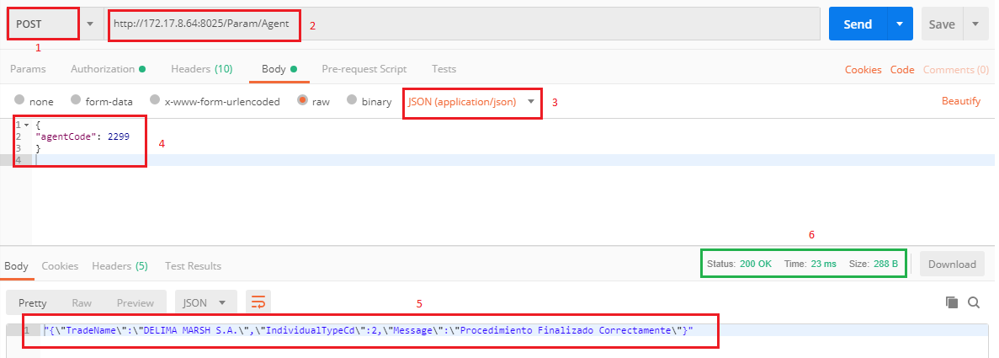 POST http://172.17.8.64:8025/Param/Agent 2 Send Save
1
Params Authorization Headers (10) Body Pre-request Script Tests Cookies Code Comments (0)
none form-data x-www-form-urlencoded raw binary JSON (application/json) 3 Beautify
1 {
2 "agentCode": 2299 4
3 }
4
6
Body Cookies Headers (5) Test Results Status: 200 OK Time: 23 ms Size: 288 B Download
Pretty Raw Preview JSON 5
1 "{\"TradeName\":\"DELIMA MARSH S.A.\",\"IndividualTypeCd\":2,\"Message\":\"Procedimiento Finalizado Correctamente\"}"